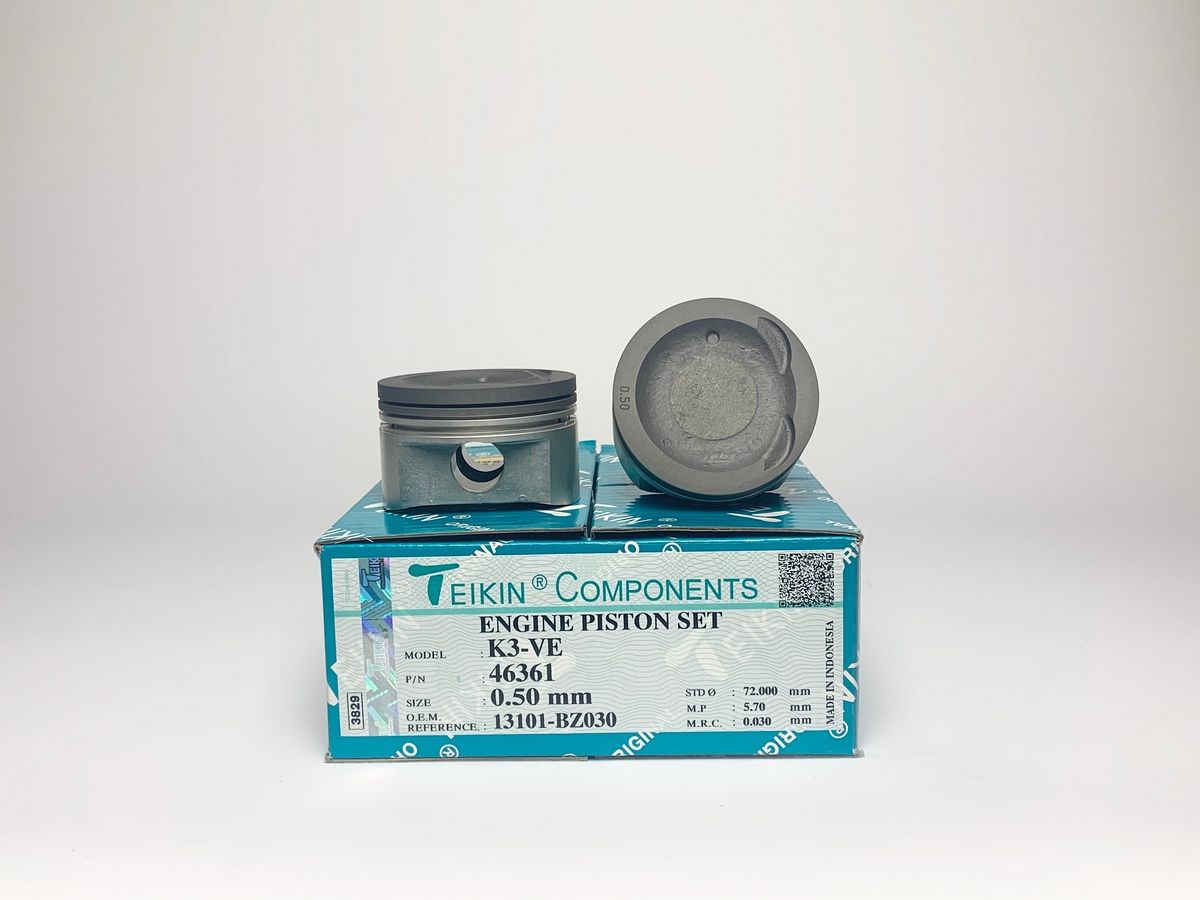 0.50
TEIKIN® COMPONENTS
ENGINE PISTON SET
MODEL : K3-VE
P/N : 46361
SIZE : 0.50 mm
O.E.M. REFERENCE. : 13101-BZ030
STD Ø : 72.000 mm
M.P : 5.70 mm
M.R.C. : 0.030 mm
MADE IN INDONESIA
3829